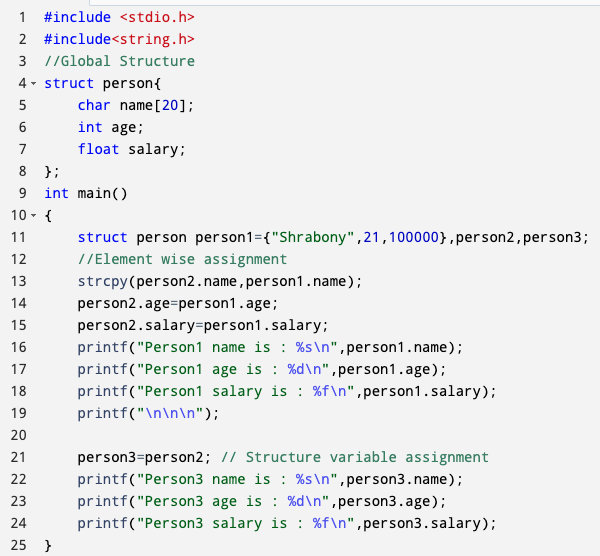 1 #include <stdio.h>
2 #include<string.h>
3 //Global Structure
4 struct person{
5 char name[20];
6 int age;
7 float salary;
8 };
9 int main()
10 {
11 struct person person1={"Shrabony",21,100000},person2,person3;
12 //Element wise assignment
13 strcpy(person2.name,person1.name);
14 person2.age=person1.age;
15 person2.salary=person1.salary;
16 printf("Person1 name is : %s\n",person1.name);
17 printf("Person1 age is : %d\n",person1.age);
18 printf("Person1 salary is : %f\n",person1.salary);
19 printf("\n\n\n");
20
21 person3=person2; // Structure variable assignment
22 printf("Person3 name is : %s\n",person3.name);
23 printf("Person3 age is : %d\n",person3.age);
24 printf("Person3 salary is : %f\n",person3.salary);
25 }